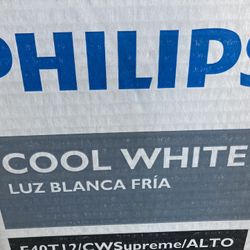 PHILIPS
COOL WHITE
LUZ BLANCA FRÍA
F40T12/CWSupreme/ALTO